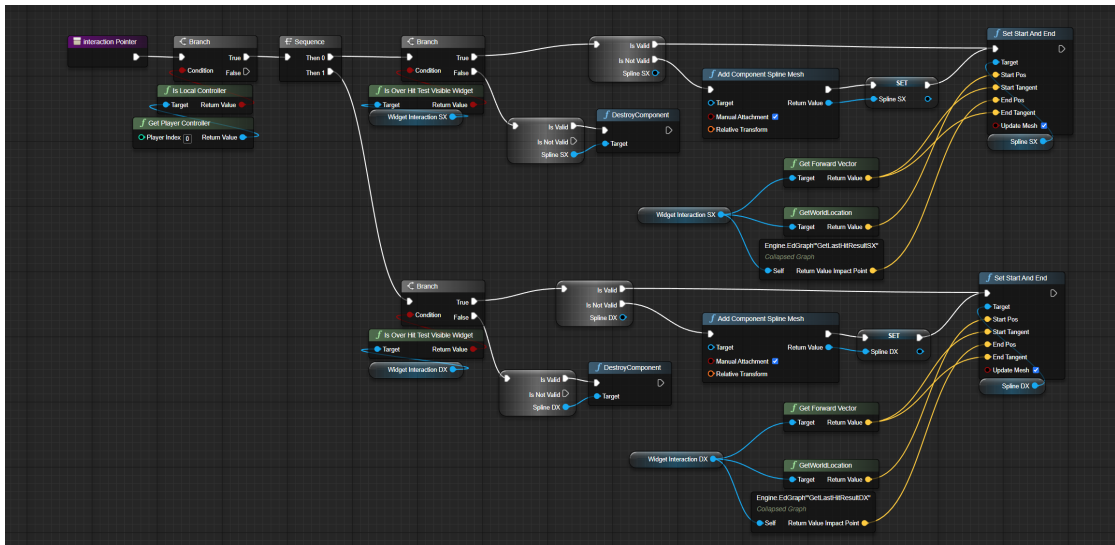 interaction Pointer
Branch
True
Condition
False
Is Local Controller
Target
Return Value
Get Player Controller
Player Index
0
Return Value
Sequence
Then 0
Then 1
Branch
True
Condition
False
Is Over Hit Test Visible Widget
Target
Return Value
Widget Interaction SX
Is Valid
Is Not Valid
Spline SX
Is Valid
Is Not Valid
Spline SX
DestroyComponent
Target
Add Component Spline Mesh
Target
Return Value
Manual Attachment
Relative Transform
SET
Spline SX
Set Start And End
Target
Start Pos
Start Tangent
End Pos
End Tangent
Update Mesh
Spline SX
Get Forward Vector
Target
Return Value
Widget Interaction SX
GetWorldLocation
Target
Return Value
Engine.EdGraph'"GetLastHitResultSX"
Collapsed Graph
Self
Return Value Impact Point
Branch
True
Condition
False
Is Over Hit Test Visible Widget
Target
Return Value
Widget Interaction DX
Is Valid
Is Not Valid
Spline DX
Is Valid
Is Not Valid
Spline DX
DestroyComponent
Target
Add Component Spline Mesh
Target
Return Value
Manual Attachment
Relative Transform
SET
Spline DX
Set Start And End
Target
Start Pos
Start Tangent
End Pos
End Tangent
Update Mesh
Spline DX
Get Forward Vector
Target
Return Value
Widget Interaction DX
GetWorldLocation
Target
Return Value
Engine.EdGraph'"GetLastHitResultDX"
Collapsed Graph
Self
Return Value Impact Point